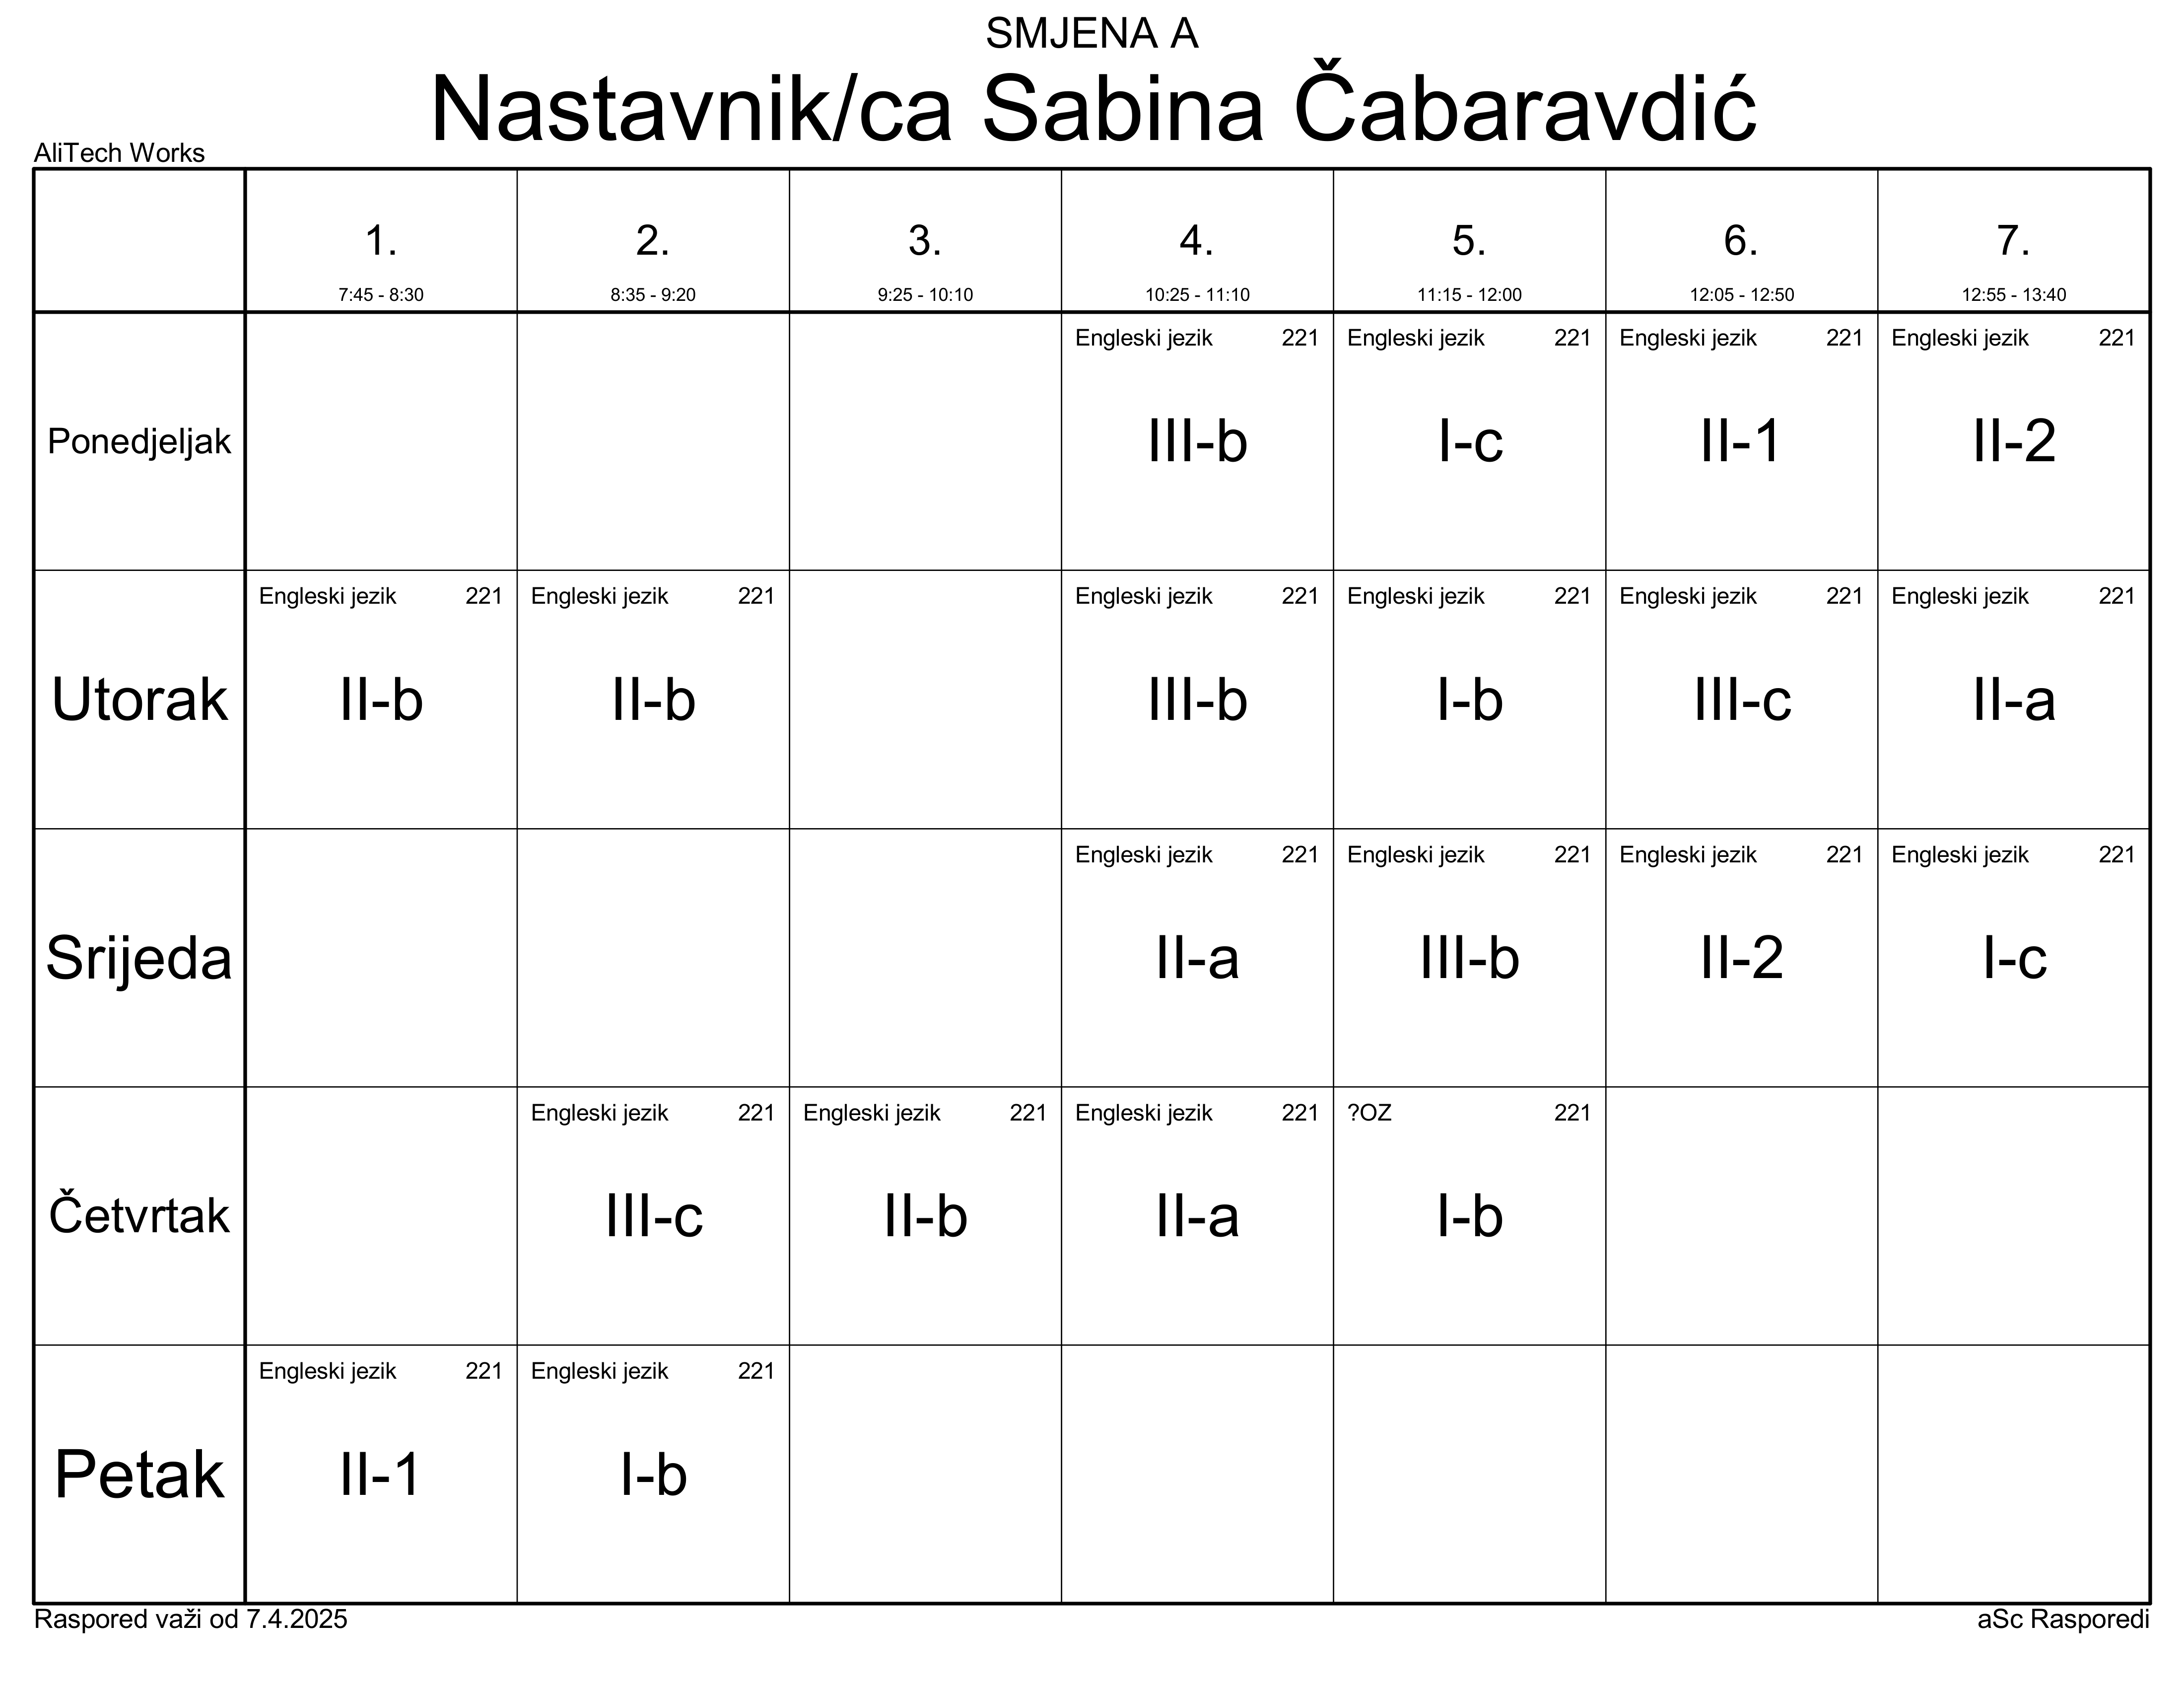 SMJENA A
Nastavnik/ca Sabina Čabaravdić
AliTech Works
1. 2. 3. 4. 5. 6. 7.
7:45 - 8:30 8:35 - 9:20 9:25 - 10:10 10:25 - 11:10 11:15 - 12:00 12:05 - 12:50 12:55 - 13:40
Engleski jezik 221 Engleski jezik 221 Engleski jezik 221 Engleski jezik 221
Ponedjeljak III-b I-c II-1 II-2
Engleski jezik 221 Engleski jezik 221 Engleski jezik 221 Engleski jezik 221 Engleski jezik 221 Engleski jezik 221
Utorak II-b II-b III-b I-b III-c II-a
Engleski jezik 221 Engleski jezik 221 Engleski jezik 221 Engleski jezik 221
Srijeda II-a III-b II-2 I-c
Engleski jezik 221 Engleski jezik 221 Engleski jezik 221 ?OZ 221
Četvrtak III-c II-b II-a I-b
Engleski jezik 221 Engleski jezik 221
Petak II-1 I-b
Raspored važi od 7.4.2025 aSc Rasporedi